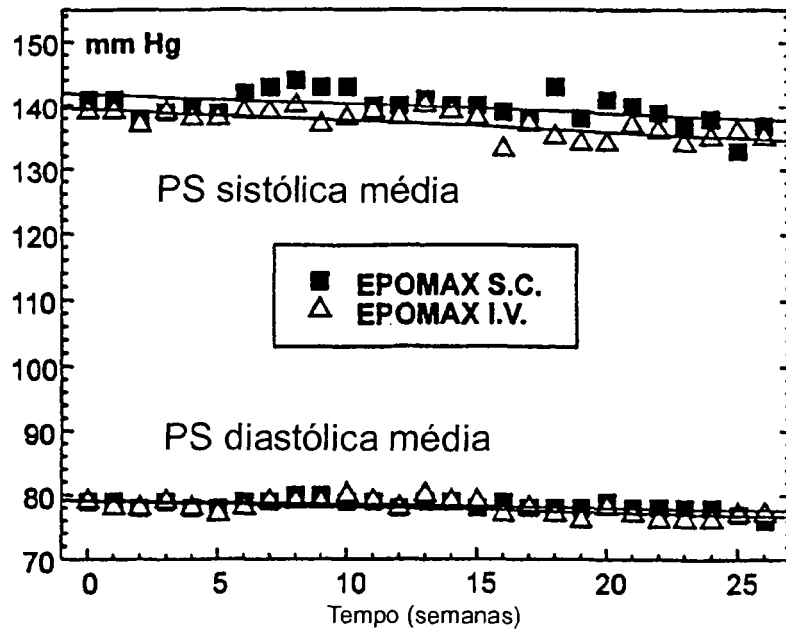 mm Hg
150
140
130
120
110
100
90
80
70
PS sistólica média
EPOMAX S.C.
EPOMAX I.V.
PS diastólica média
0 5 10 15 20 25
Tempo (semanas)